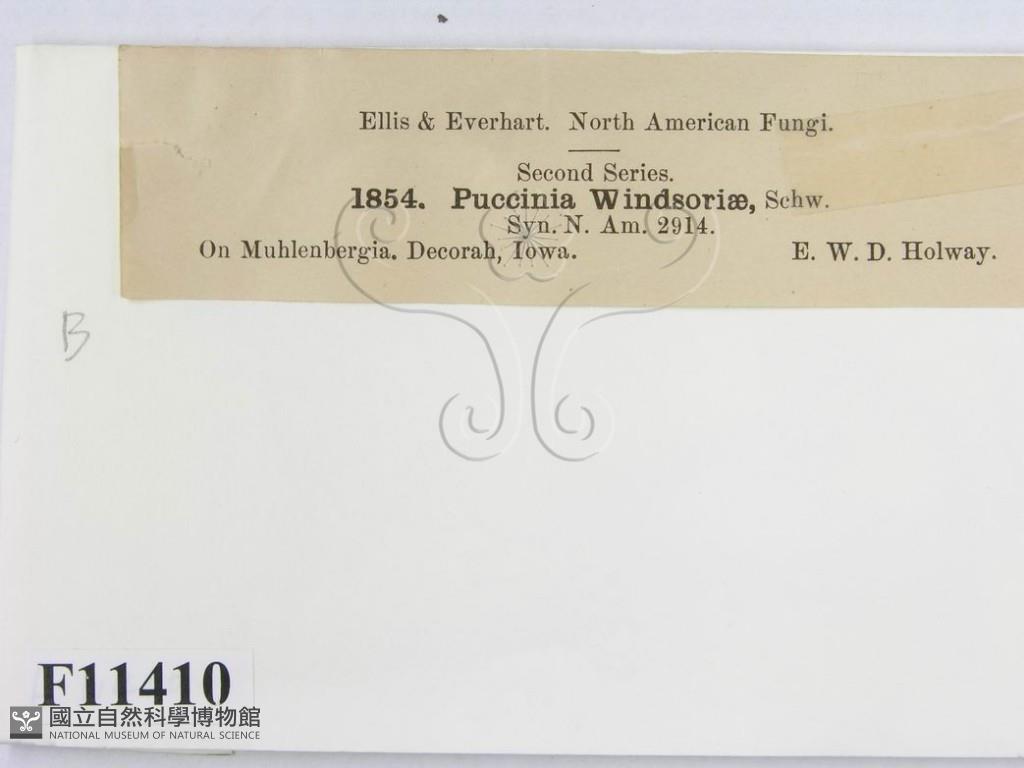 Ellis & Everhart. North American Fungi.
Second Series.
1854. Puccinia Windsoriæ, Schw.
Syn. N. Am. 2914.
On Muhlenbergia. Decorah, Iowa. E. W. D. Holway.
B
F11410
國立自然科學博物館
NATIONAL MUSEUM OF NATURAL SCIENCE